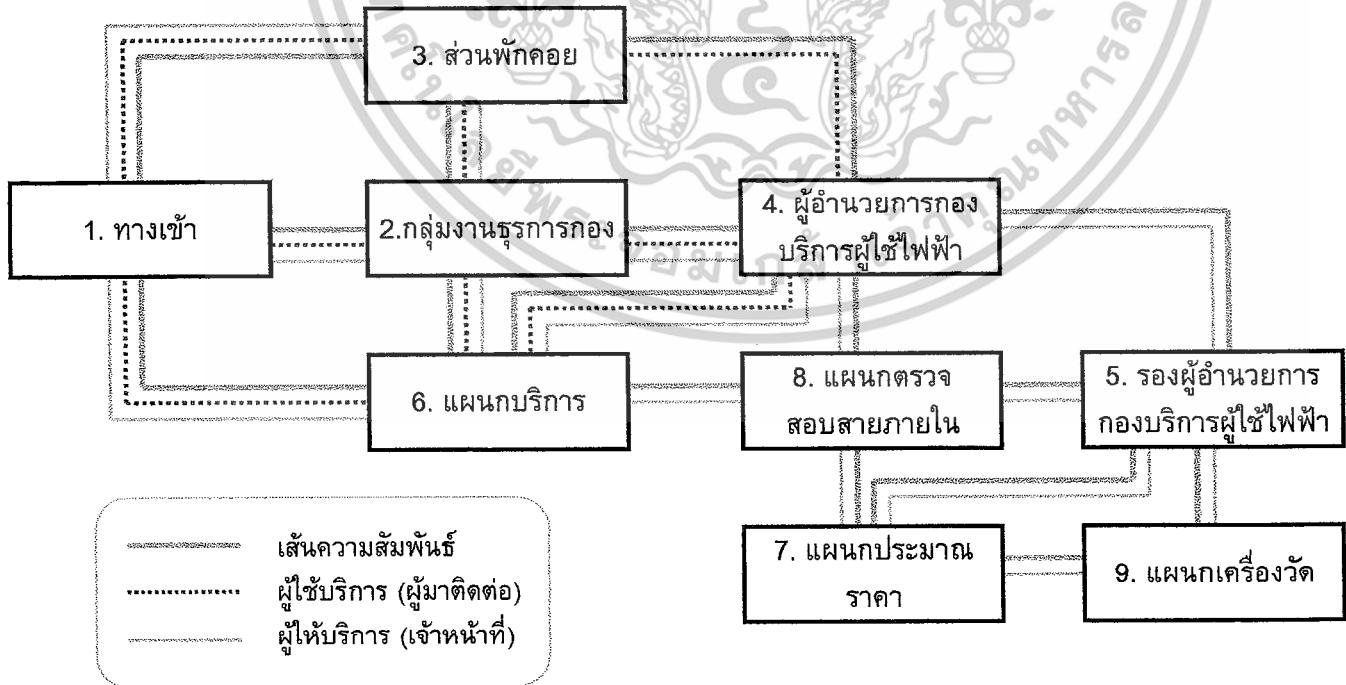 3. ส่วนพักคอย
1. ทางเข้า
2.กลุ่มงานธุรการกอง
4. ผู้อำนวยการกอง
บริการผู้ใช้ไฟฟ้า
6. แผนกบริการ
8. แผนกตรวจ
สอบสายภายใน
5. รองผู้อำนวยการ
กองบริการผู้ใช้ไฟฟ้า
7. แผนกประมาณ
ราคา
9. แผนกเครื่องวัด
เส้นความสัมพันธ์
ผู้ใช้บริการ (ผู้มาติดต่อ)
ผู้ให้บริการ (เจ้าหน้าที่)